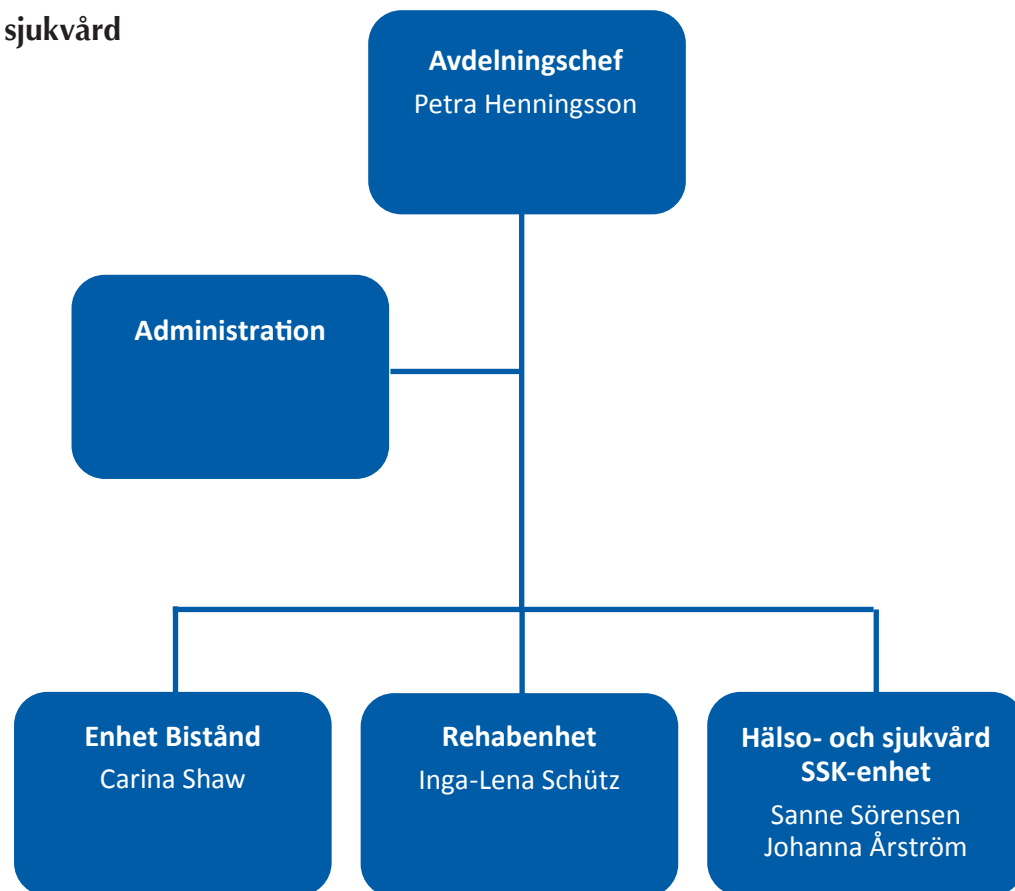 sjukvård
Avdelningschef
Petra Henningsson
Administration
Enhet Bistånd
Carina Shaw
Rehabenhet
Inga-Lena Schütz
Hälso- och sjukvård
SSK-enhet
Sanne Sörensen
Johanna Årström